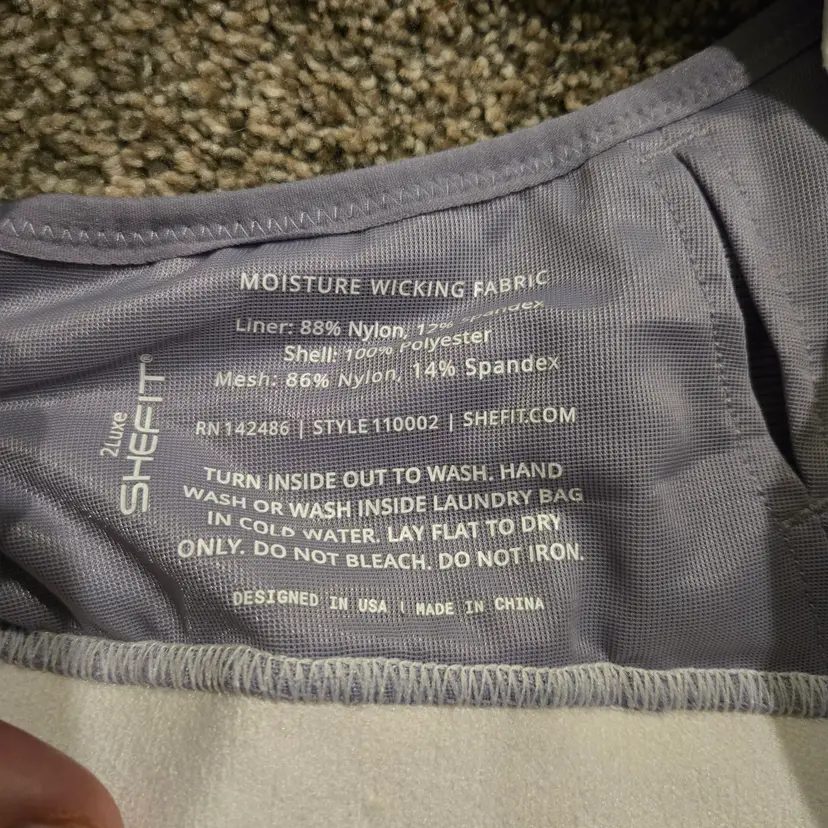 MOISTURE WICKING FABRIC
Liner: 88% Nylon, 12% Spandex
Shell: 100% Polyester
Mesh: 86% Nylon, 14% Spandex
RN 142486 | STYLE 110002 | SHEFIT.COM
2Luxe
SHEFIT®
TURN INSIDE OUT TO WASH. HAND
WASH OR WASH INSIDE LAUNDRY BAG
IN COLD WATER. LAY FLAT TO DRY
ONLY. DO NOT BLEACH. DO NOT IRON.
DESIGNED IN USA | MADE IN CHINA